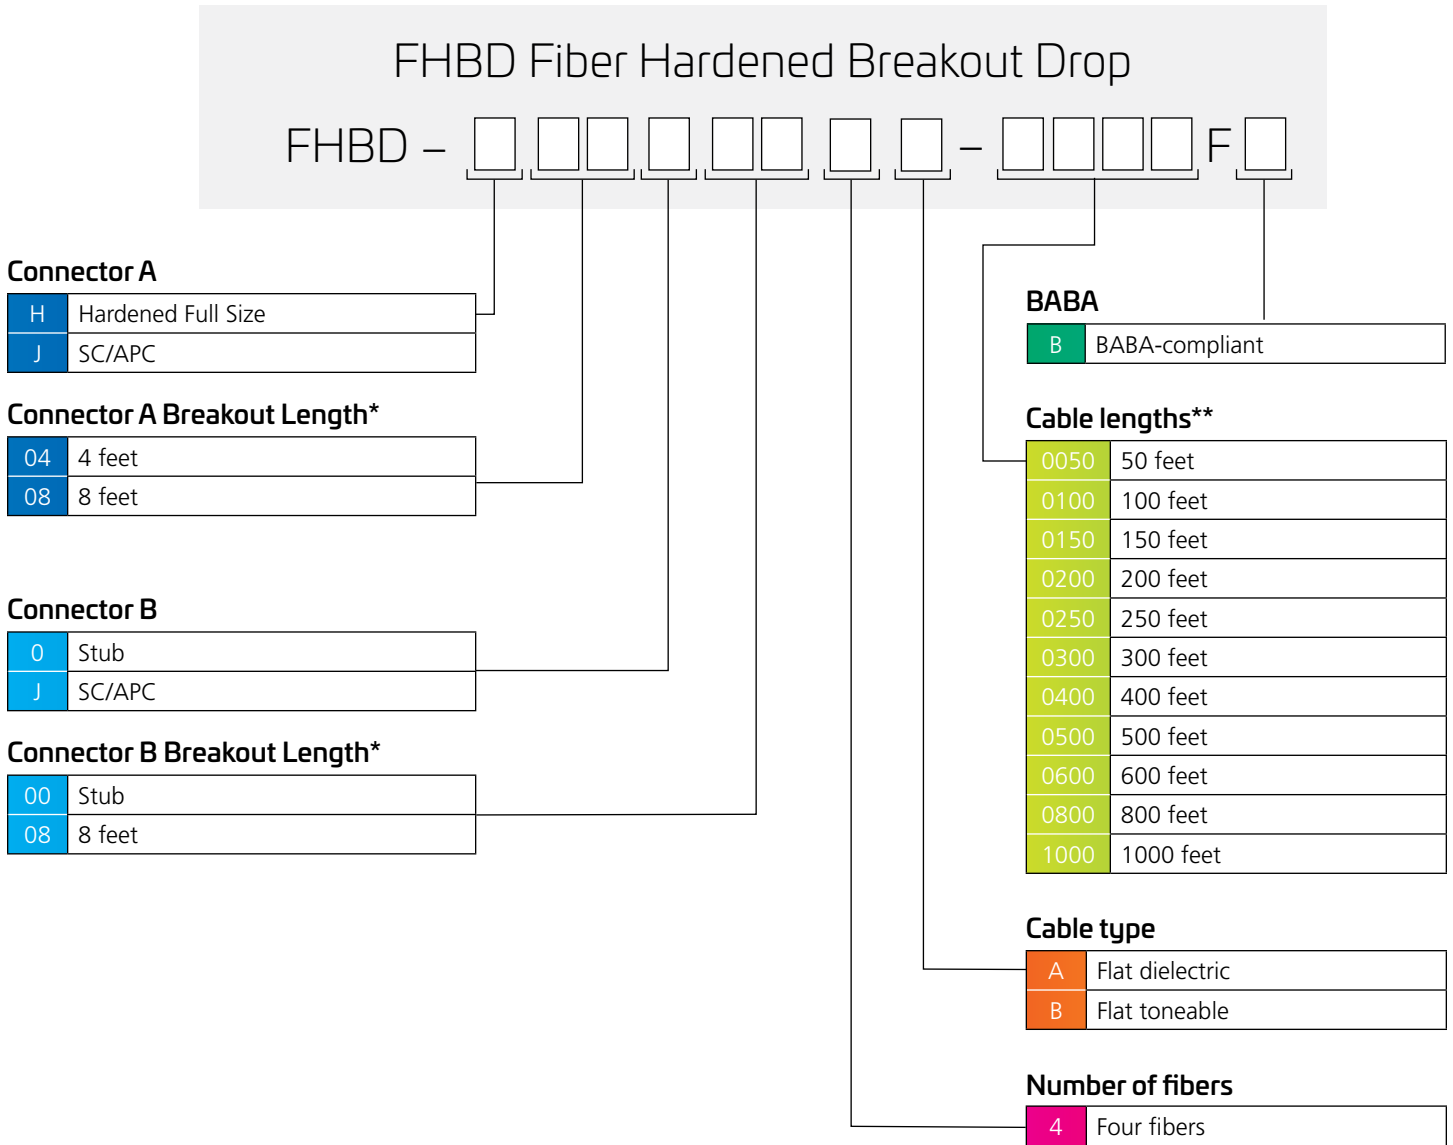 FHBD Fiber Hardened Breakout Drop
FHBD – – F
Connector A
H Hardened Full Size
J SC/APC
Connector A Breakout Length*
04 4 feet
08 8 feet
Connector B
0 Stub
J SC/APC
Connector B Breakout Length*
00 Stub
08 8 feet
BABA
B BABA-compliant
Cable lengths**
0050 50 feet
0100 100 feet
0150 150 feet
0200 200 feet
0250 250 feet
0300 300 feet
0400 400 feet
0500 500 feet
0600 600 feet
0800 800 feet
1000 1000 feet
Cable type
A Flat dielectric
B Flat toneable
Number of fibers
4 Four fibers